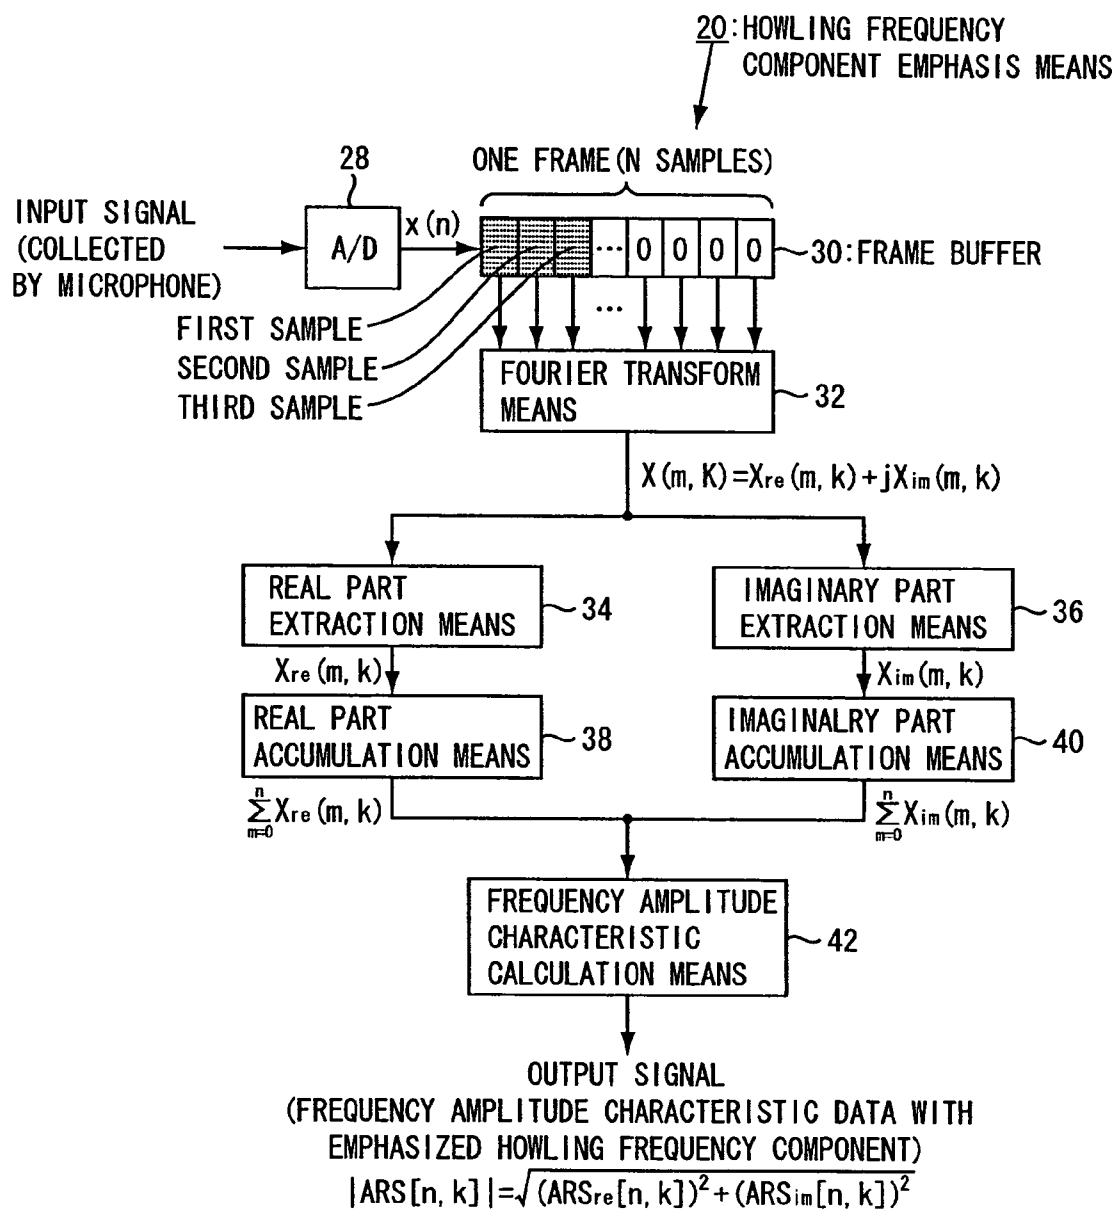 20:HOWLING FREQUENCY
COMPONENT EMPHASIS MEANS
ONE FRAME(N SAMPLES)
28
INPUT SIGNAL
(COLLECTED
BY MICROPHONE)
A/D
x(n)
... 0 0 0 0
30:FRAME BUFFER
FIRST SAMPLE
SECOND SAMPLE
THIRD SAMPLE
...
FOURIER TRANSFORM
MEANS
32
X(m, K)=Xre(m, k)+jXim(m, k)
REAL PART
EXTRACTION MEANS
34
IMAGINARY PART
EXTRACTION MEANS
36
Xre(m, k)
Xim(m, k)
REAL PART
ACCUMULATION MEANS
38
IMAGINALRY PART
ACCUMULATION MEANS
40
n∑m=0 Xre(m, k)
n∑m=0 Xim(m, k)
FREQUENCY AMPLITUDE
CHARACTERISTIC
CALCULATION MEANS
42
OUTPUT SIGNAL
(FREQUENCY AMPLITUDE CHARACTERISTIC DATA WITH
EMPHASIZED HOWLING FREQUENCY COMPONENT)
|ARS[n, k]|=√(ARSre[n, k])²+(ARSim[n, k])²